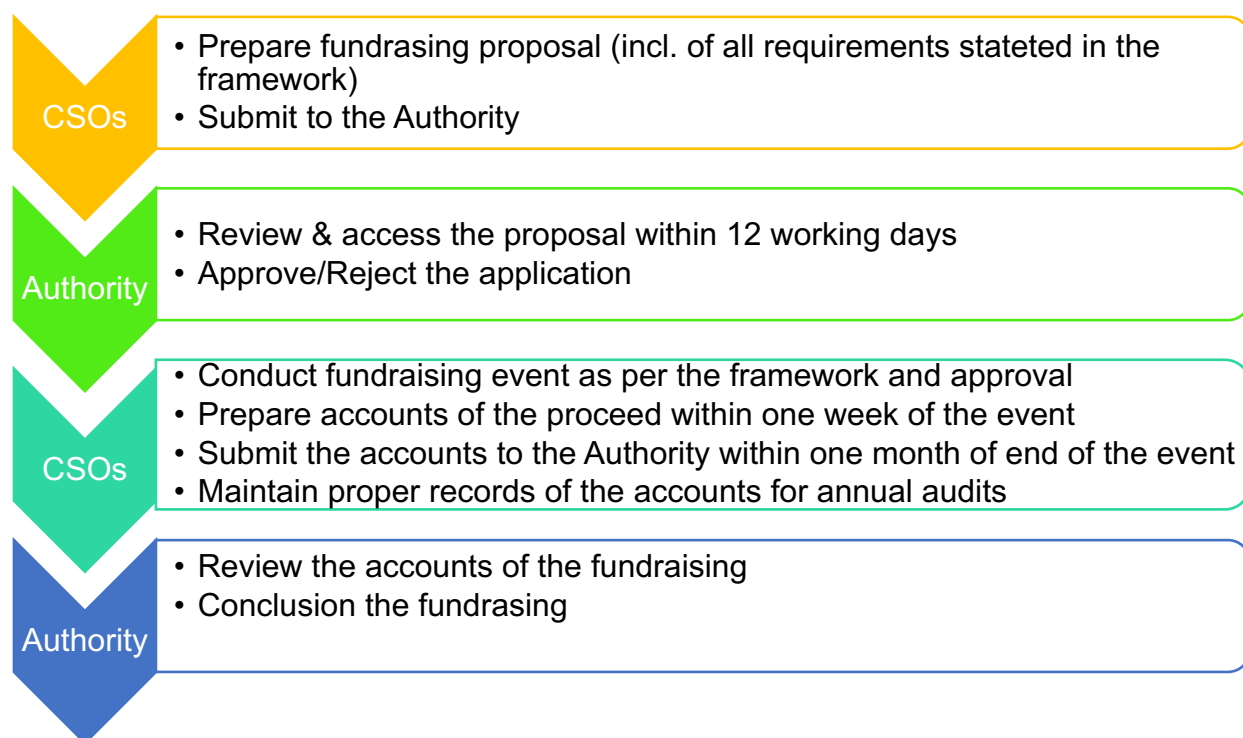 • Prepare fundrasing proposal (incl. of all requirements stateted in the
framework)
CSOs
• Submit to the Authority
• Review & access the proposal within 12 working days
• Approve/Reject the application
Authority
• Conduct fundraising event as per the framework and approval
• Prepare accounts of the proceed within one week of the event
CSOs
• Submit the accounts to the Authority within one month of end of the event
• Maintain proper records of the accounts for annual audits
• Review the accounts of the fundraising
• Conclusion the fundrasing
Authority